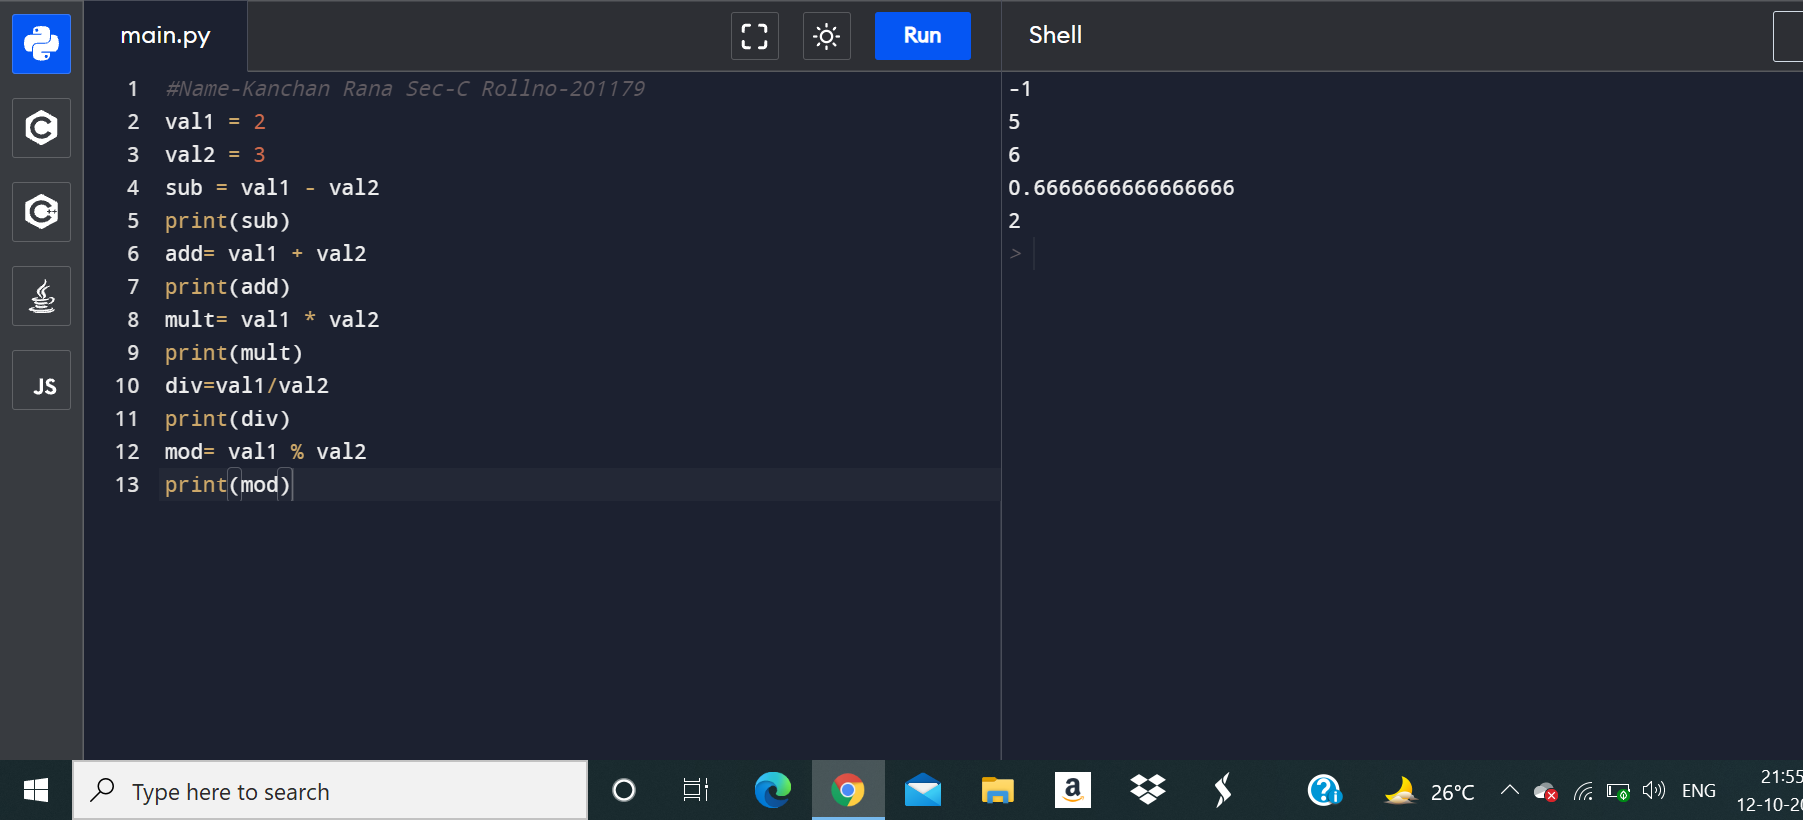 main.py
Run
Shell
JS
1 #Name-Kanchan Rana Sec-C Rollno-201179
2 val1 = 2
3 val2 = 3
4 sub = val1 - val2
5 print(sub)
6 add= val1 + val2
7 print(add)
8 mult= val1 * val2
9 print(mult)
10 div=val1/val2
11 print(div)
12 mod= val1 % val2
13 print(mod)
-1
5
6
0.6666666666666666
2
>
Type here to search
26°C
ENG
21:55
12-10-20